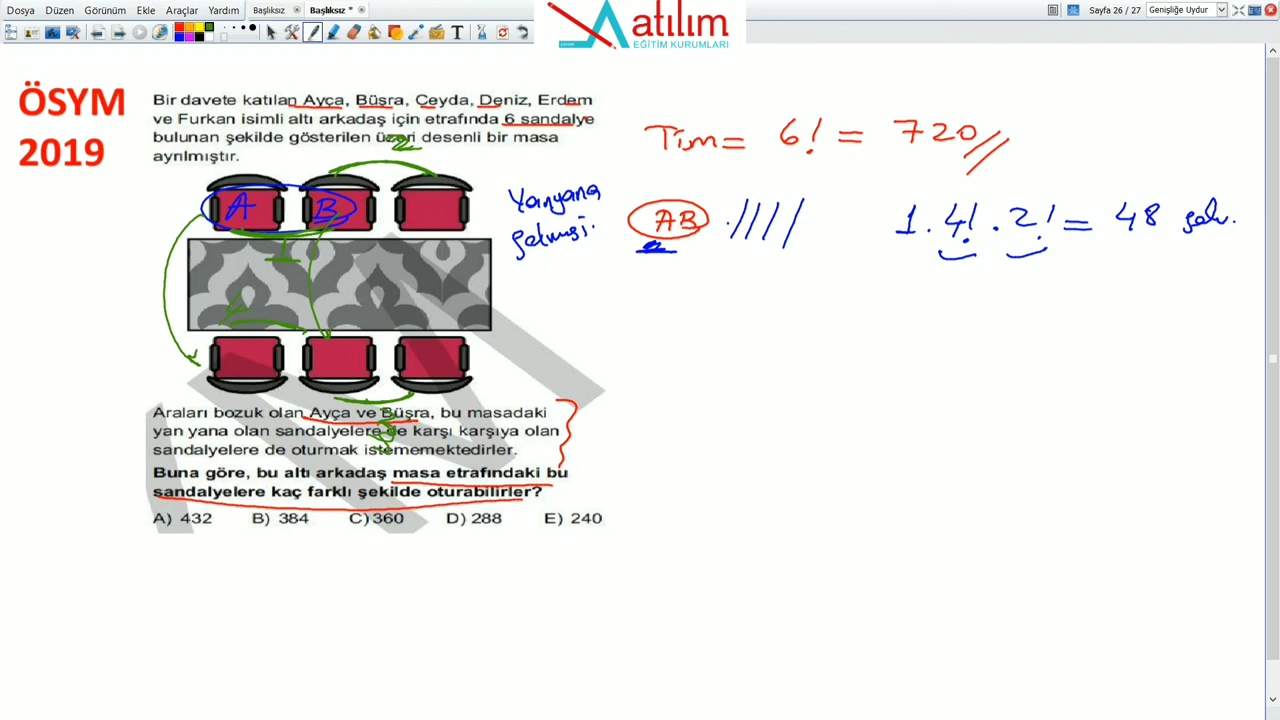 Dosya Düzen Görünüm Ekle Araçlar Yardım Başlıksız Başlıksız * Sayfa 26 / 27 Genişliğe Uydur
atılım
EĞİTİM KURUMLARI
ÖSYM
2019
Bir davete katılan Ayça, Büşra, Ceyda, Deniz, Erdem
ve Furkan isimli altı arkadaş için etrafında 6 sandalye
bulunan şekilde gösterilen üzeri desenli bir masa
ayrılmıştır.
A B
Tüm = 6! = 720
Yanyana
gelmesi.
AB 1 . 4! . 2! = 48
Araları bozuk olan Ayça ve Büşra, bu masadaki
yan yana olan sandalyelere de karşı karşıya olan
sandalyelere de oturmak istememektedirler.
Buna göre, bu altı arkadaş masa etrafındaki bu
sandalyelere kaç farklı şekilde oturabilirler?
A) 432 B) 384 C) 360 D) 288 E) 240